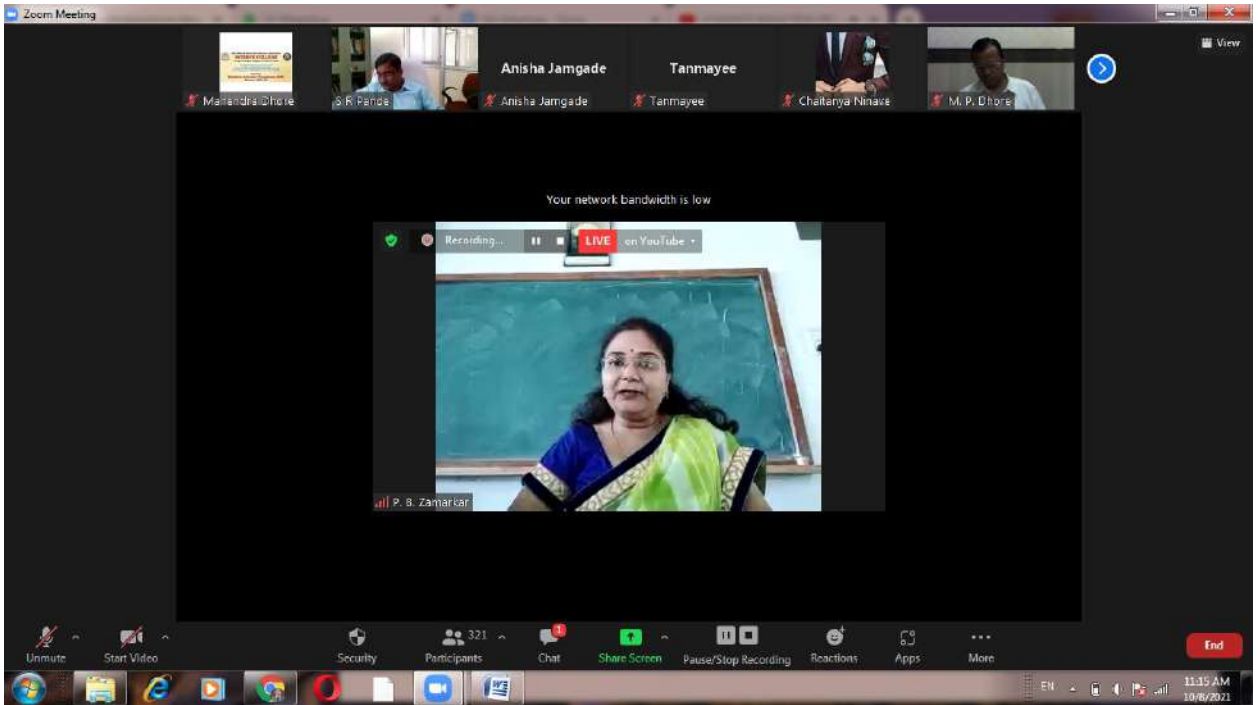 Zoom Meeting
View
Anisha Jamgade
Tanmayee
Mahendra Dhore
S R Pande
Anisha Jamgade
Tanmayee
Chaitanya Ninave
M. P. Dhore
Your network bandwidth is low
Recording...
LIVE
on YouTube
P. B. Zamarkar
321
1
Unmute
Start Video
Security
Participants
Chat
Share Screen
Pause/Stop Recording
Reactions
Apps
More
End
EN
11:15 AM
10/8/2021